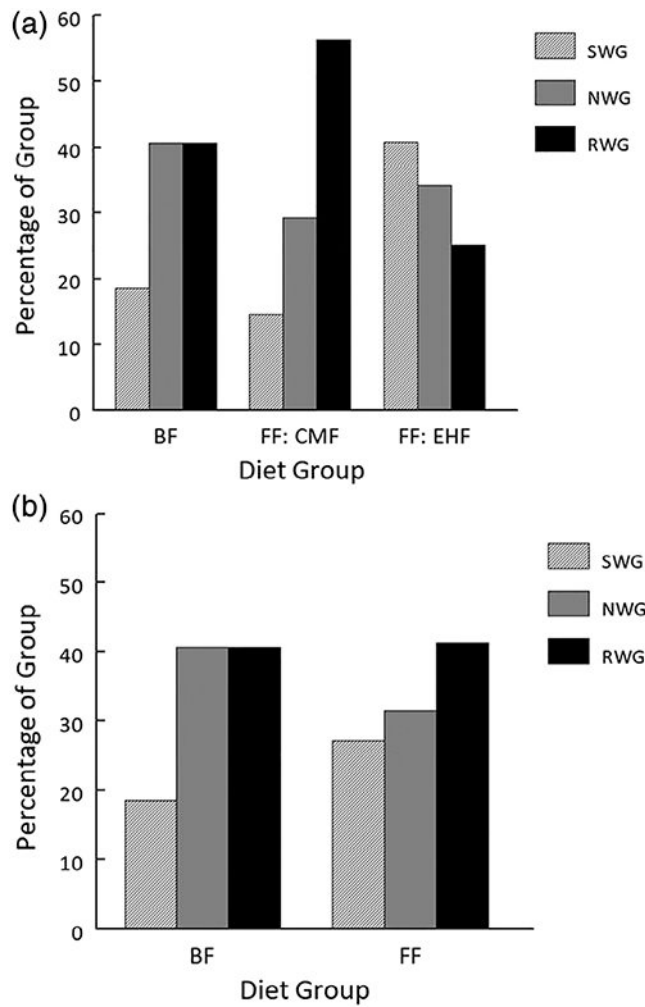 (a)
Percentage of Group
60
50
40
30
20
10
0
BF FF: CMF FF: EHF
Diet Group
SWG
NWG
RWG
(b)
Percentage of Group
60
50
40
30
20
10
0
BF FF
Diet Group
SWG
NWG
RWG